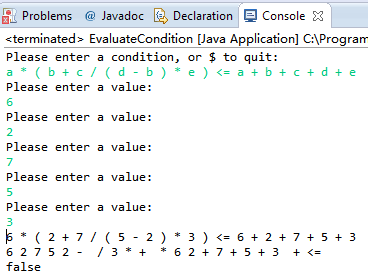 Problems @ Javadoc Declaration Console
<terminated> EvaluateCondition [Java Application] C:\Program
Please enter a condition, or $ to quit:
a * ( b + c / ( d - b ) * e ) <= a + b + c + d + e
Please enter a value:
6
Please enter a value:
2
Please enter a value:
7
Please enter a value:
5
Please enter a value:
3
6 * ( 2 + 7 / ( 5 - 2 ) * 3 ) <= 6 + 2 + 7 + 5 + 3
6 2 7 5 2 -  / 3 * +  * 6 2 + 7 + 5 + 3  + <=
false